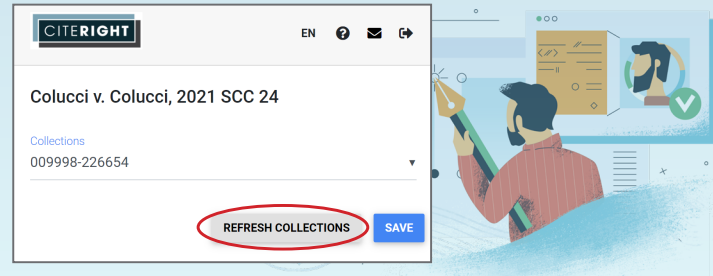 CITERIGHT
EN
Colucci v. Colucci, 2021 SCC 24
Collections
009998-226654
REFRESH COLLECTIONS SAVE